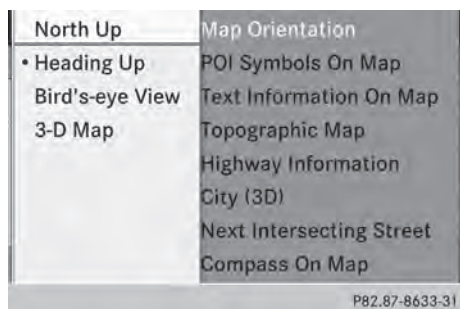 North Up
• Heading Up
Bird's-eye View
3-D Map
Map Orientation
POI Symbols On Map
Text Information On Map
Topographic Map
Highway Information
City (3D)
Next Intersecting Street
Compass On Map
P82.87-8633-31